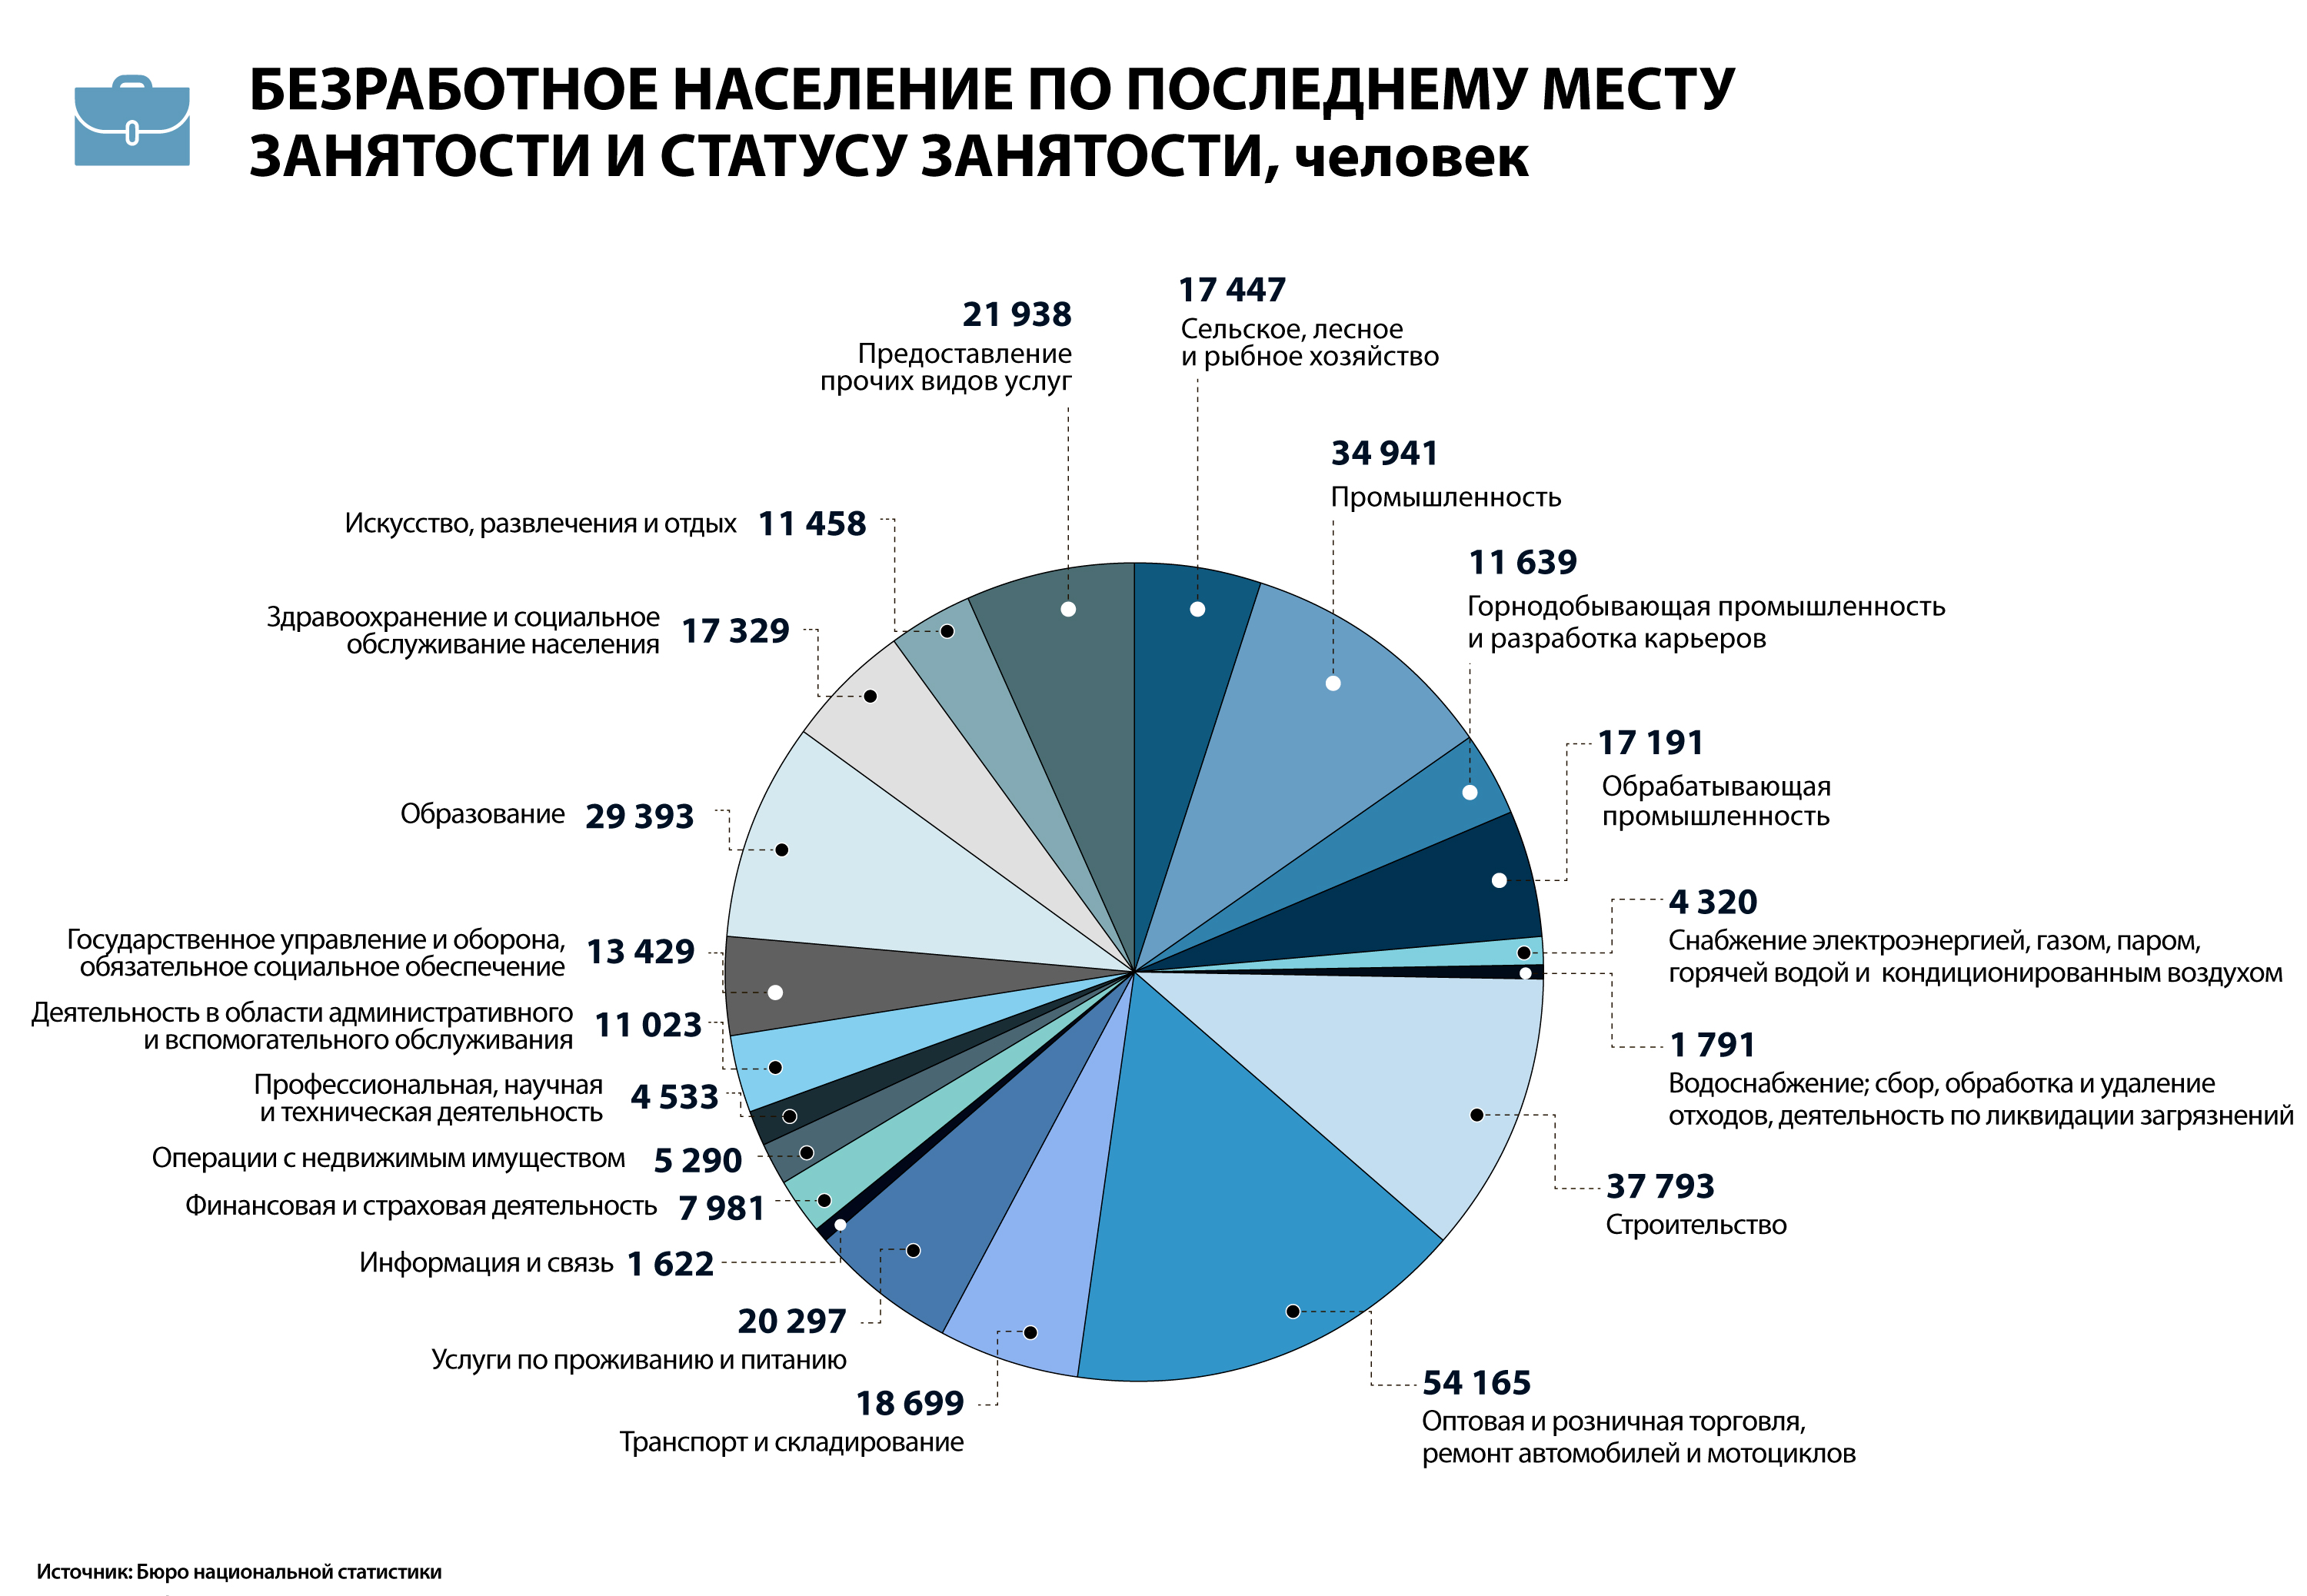 БЕЗРАБОТНОЕ НАСЕЛЕНИЕ ПО ПОСЛЕДНЕМУ МЕСТУ
ЗАНЯТОСТИ И СТАТУСУ ЗАНЯТОСТИ, человек
17 447
Сельское, лесное
и рыбное хозяйство
34 941
Промышленность
11 639
Горнодобывающая промышленность
и разработка карьеров
17 191
Обрабатывающая
промышленность
4 320
Снабжение электроэнергией, газом, паром,
горячей водой и кондиционированным воздухом
1 791
Водоснабжение; сбор, обработка и удаление
отходов, деятельность по ликвидации загрязнений
37 793
Строительство
54 165
Оптовая и розничная торговля,
ремонт автомобилей и мотоциклов
18 699
Транспорт и складирование
20 297
Услуги по проживанию и питанию
Информация и связь 1 622
Финансовая и страховая деятельность 7 981
Операции с недвижимым имуществом 5 290
Профессиональная, научная
и техническая деятельность
4 533
Деятельность в области административного
и вспомогательного обслуживания
11 023
Государственное управление и оборона,
обязательное социальное обеспечение
13 429
Образование 29 393
Здравоохранение и социальное
обслуживание населения
17 329
Искусство, развлечения и отдых 11 458
21 938
Предоставление
прочих видов услуг
Источник: Бюро национальной статистики